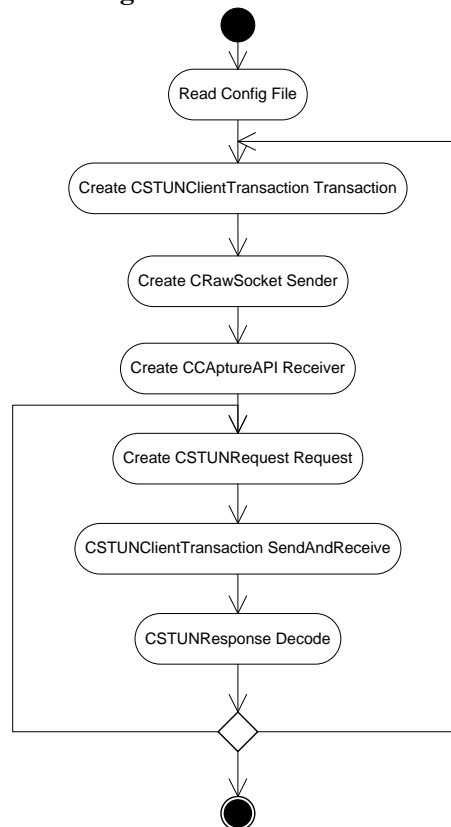 Read Config File
Create CSTUNClientTransaction Transaction
Create CRawSocket Sender
Create CCAptureAPI Receiver
Create CSTUNRequest Request
CSTUNClientTransaction SendAndReceive
CSTUNResponse Decode